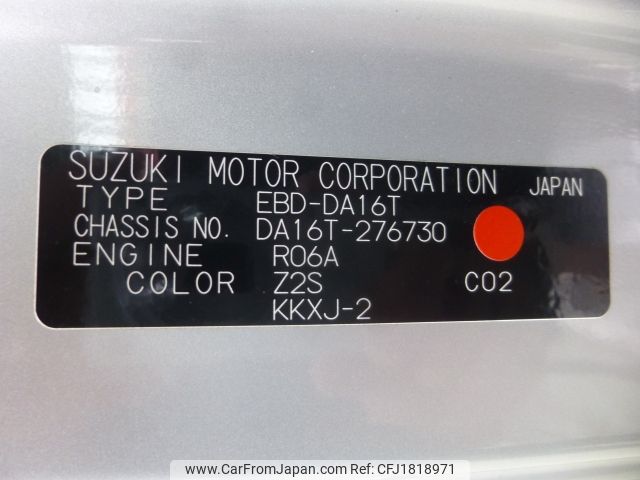 SUZUKI MOTOR CORPORATION JAPAN
TYPE EBD-DA16T
CHASSIS NO. DA16T-276730
ENGINE R06A
COLOR Z2S C02
KKXJ-2
www.CarFromJapan.com | Ref No: CFJ1818971